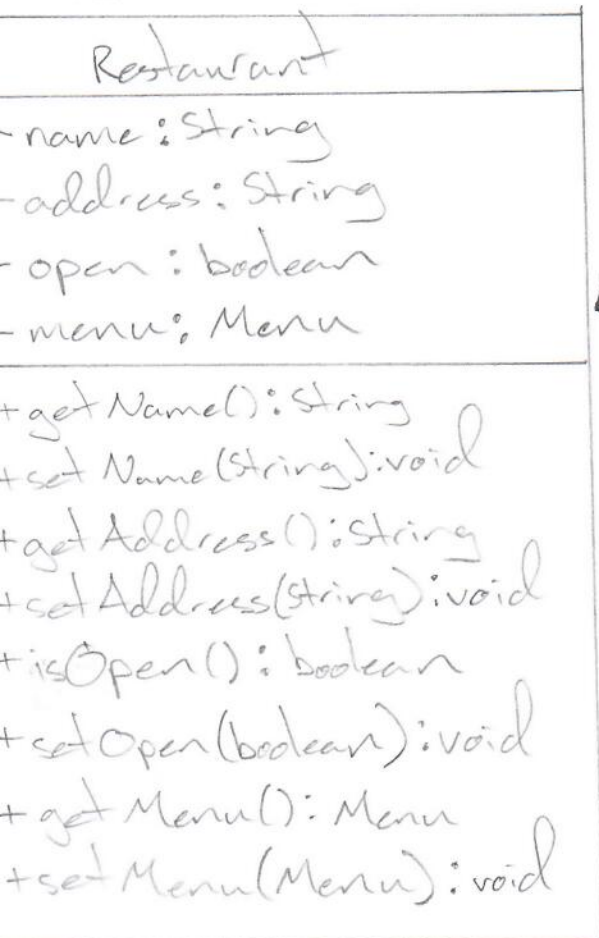 Restaurant
- name : String
- address : String
- open : boolean
- menu : Menu
+ getName() : String
+ setName(String) : void
+ getAddress() : String
+ setAddress(String) : void
+ isOpen() : boolean
+ setOpen(boolean) : void
+ getMenu() : Menu
+ setMenu(Menu) : void